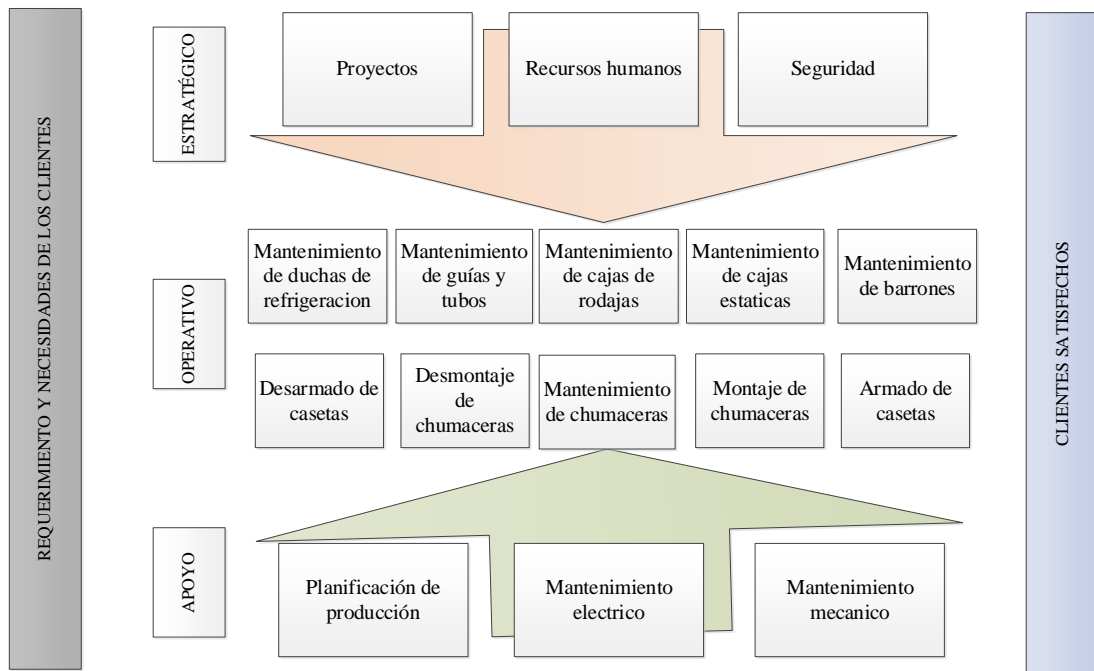 REQUERIMIENTO Y NECESIDADES DE LOS CLIENTES
ESTRATÉGICO
Proyectos
Recursos humanos
Seguridad
OPERATIVO
Mantenimiento
de duchas de
refrigeracion
Mantenimiento
de guías y
tubos
Mantenimiento
de cajas de
rodajas
Mantenimiento
de cajas
estaticas
Mantenimiento
de barrones
Desarmado de
casetas
Desmontaje
de
chumaceras
Mantenimiento
de chumaceras
Montaje de
chumaceras
Armado de
casetas
APOYO
Planificación de
producción
Mantenimiento
electrico
Mantenimiento
mecanico
CLIENTES SATISFECHOS